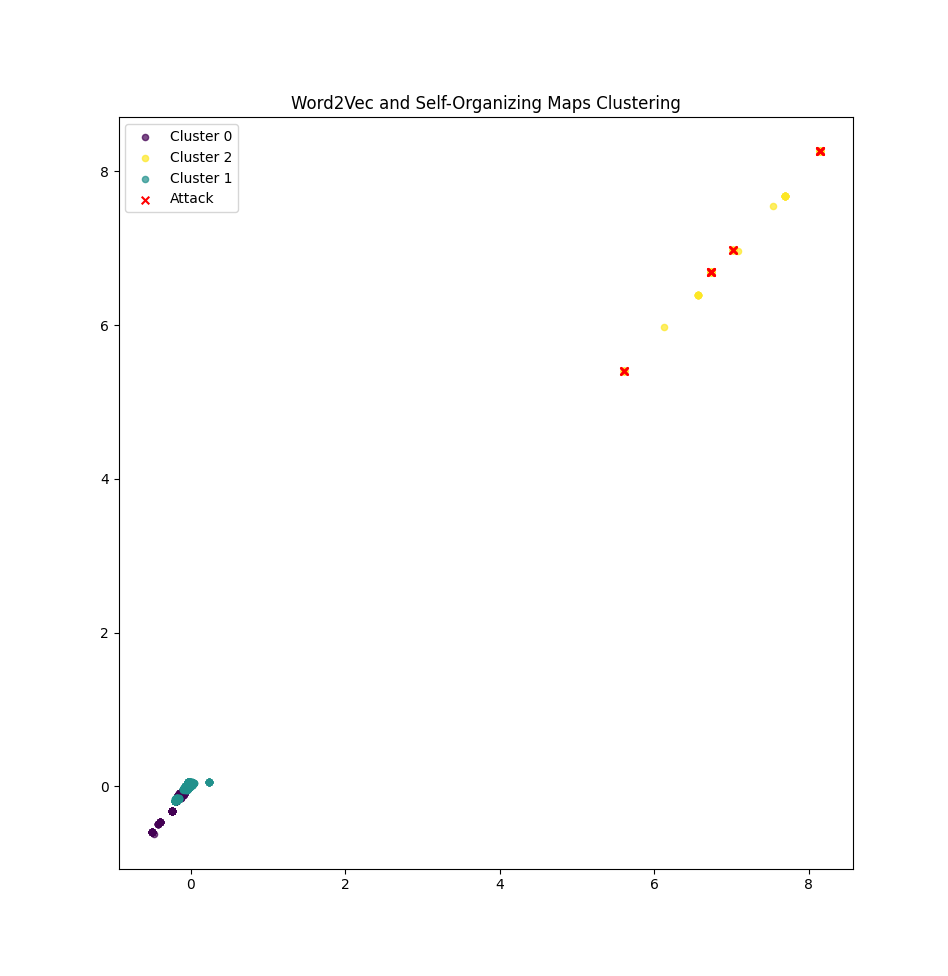 Word2Vec and Self-Organizing Maps Clustering
Cluster 0
Cluster 2
Cluster 1
Attack
8
6
4
2
0
0 2 4 6 8